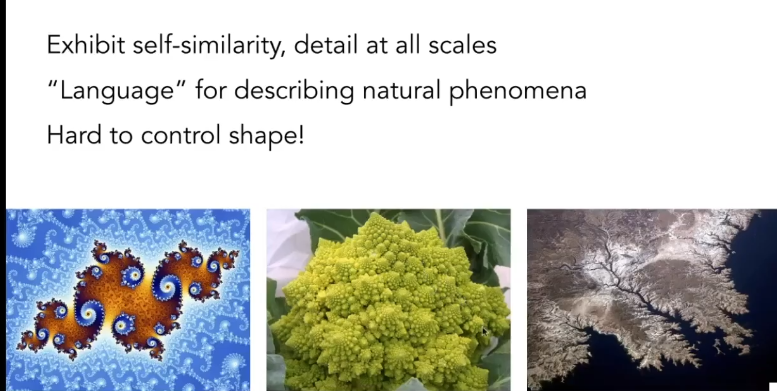 Exhibit self-similarity, detail at all scales
“Language” for describing natural phenomena
Hard to control shape!